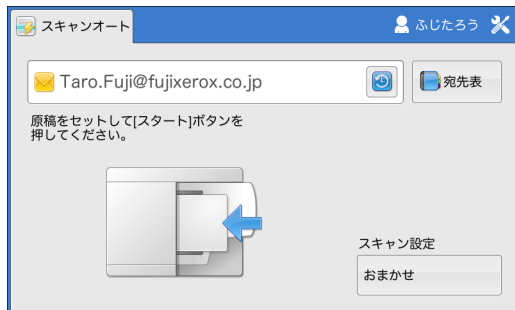 スキャンオート
ふじたろう
Taro.Fuji@fujixerox.co.jp
宛先表
原稿をセットして[スタート]ボタンを
押してください。
スキャン設定
おまかせ